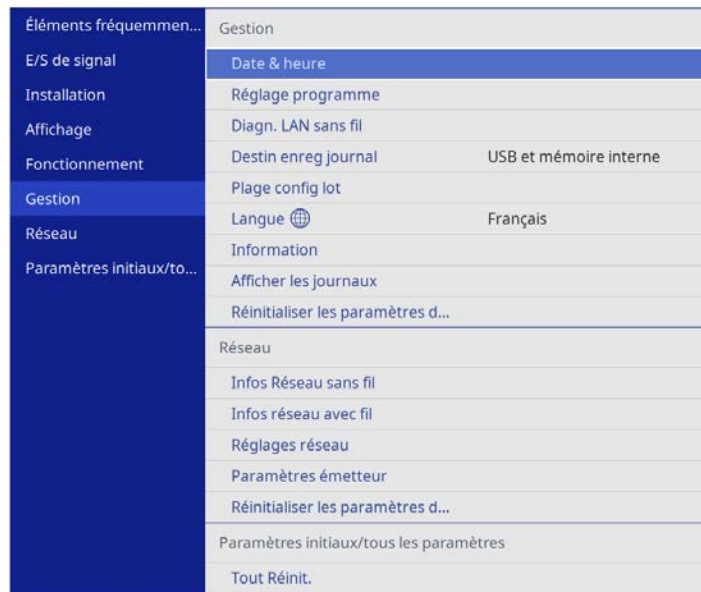 Éléments fréquemmen...
E/S de signal
Installation
Affichage
Fonctionnement
Gestion
Réseau
Paramètres initiaux/to...
Gestion
Date & heure
Réglage programme
Diagn. LAN sans fil
Destin enreg journal USB et mémoire interne
Plage config lot
Langue Français
Information
Afficher les journaux
Réinitialiser les paramètres d...
Réseau
Infos Réseau sans fil
Infos réseau avec fil
Réglages réseau
Paramètres émetteur
Réinitialiser les paramètres d...
Paramètres initiaux/tous les paramètres
Tout Réinit.